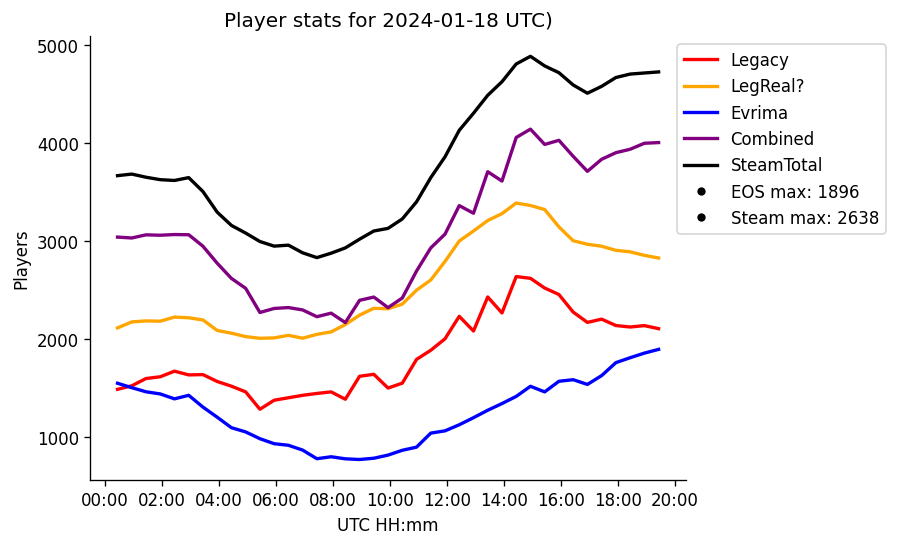 Player stats for 2024-01-18 UTC)
5000
4000
3000
2000
1000
Players
00:00 02:00 04:00 06:00 08:00 10:00 12:00 14:00 16:00 18:00 20:00
UTC HH:mm
Legacy
LegReal?
Evrima
Combined
SteamTotal
EOS max: 1896
Steam max: 2638